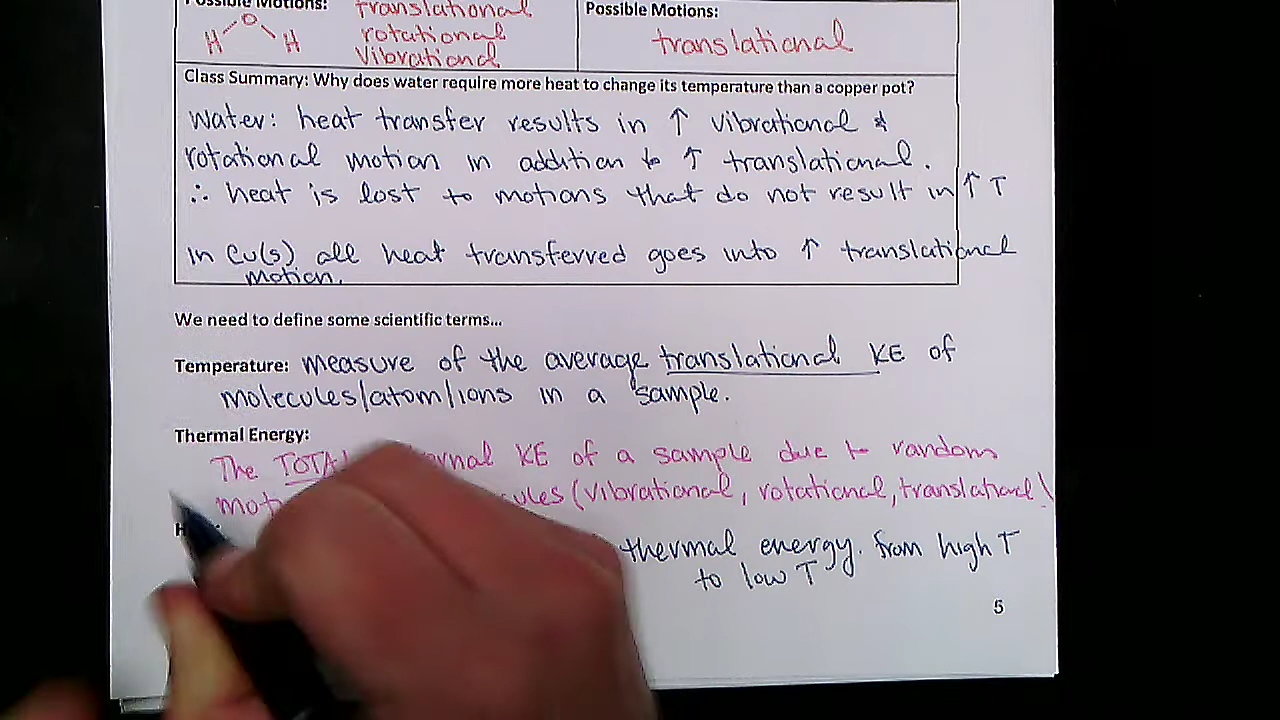 Possible Motions:
translational
rotational
Vibrational
O
H H
Possible Motions:
translational
Class Summary: Why does water require more heat to change its temperature than a copper pot?
Water: heat transfer results in ↑ vibrational &
rotational motion in addition to ↑ translational.
∴ heat is lost to motions that do not result in ↑ T
In Cu(s) all heat transferred goes into ↑ translational
motion.
We need to define some scientific terms...
Temperature: measure of the average translational KE of
molecules/atom/ions in a sample.
Thermal Energy:
The TOTAL KE of a sample due to random
(vibrational, rotational, translational)
thermal energy. from high T
to low T
5